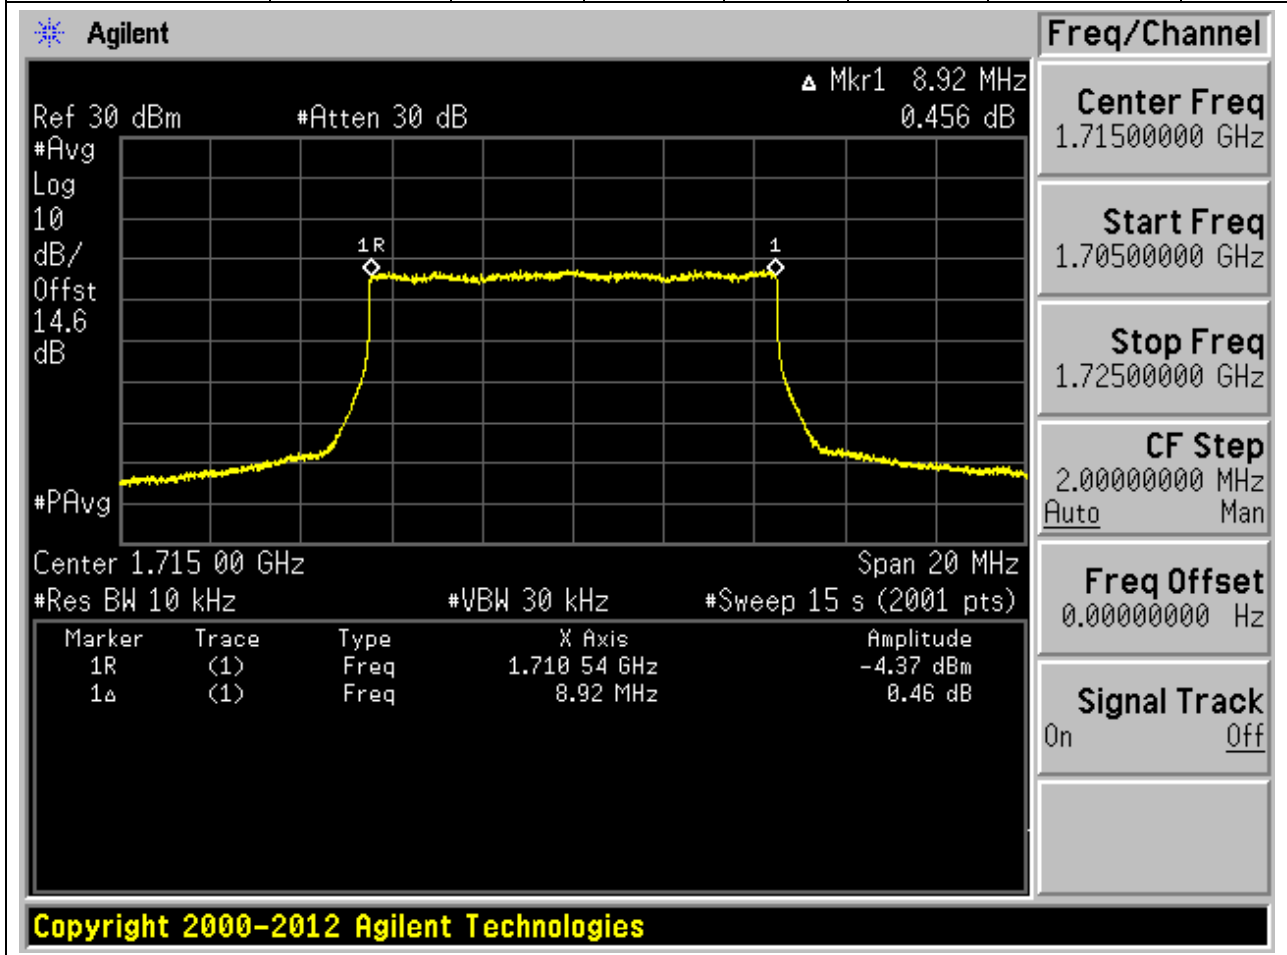 Agilent
Freq/Channel
△ Mkr1 8.92 MHz
Ref 30 dBm #Atten 30 dB 0.456 dB
#Avg
Log
10
dB/
Offst
14.6
dB
1R
1
#PAvg
Center 1.715 00 GHz Span 20 MHz
#Res BW 10 kHz #VBW 30 kHz #Sweep 15 s (2001 pts)
Marker Trace Type X Axis Amplitude
1R (1) Freq 1.710 54 GHz -4.37 dBm
1△ (1) Freq 8.92 MHz 0.46 dB
Center Freq
1.71500000 GHz
Start Freq
1.70500000 GHz
Stop Freq
1.72500000 GHz
CF Step
2.00000000 MHz
Auto Man
Freq Offset
0.00000000 Hz
Signal Track
On Off
Copyright 2000-2012 Agilent Technologies